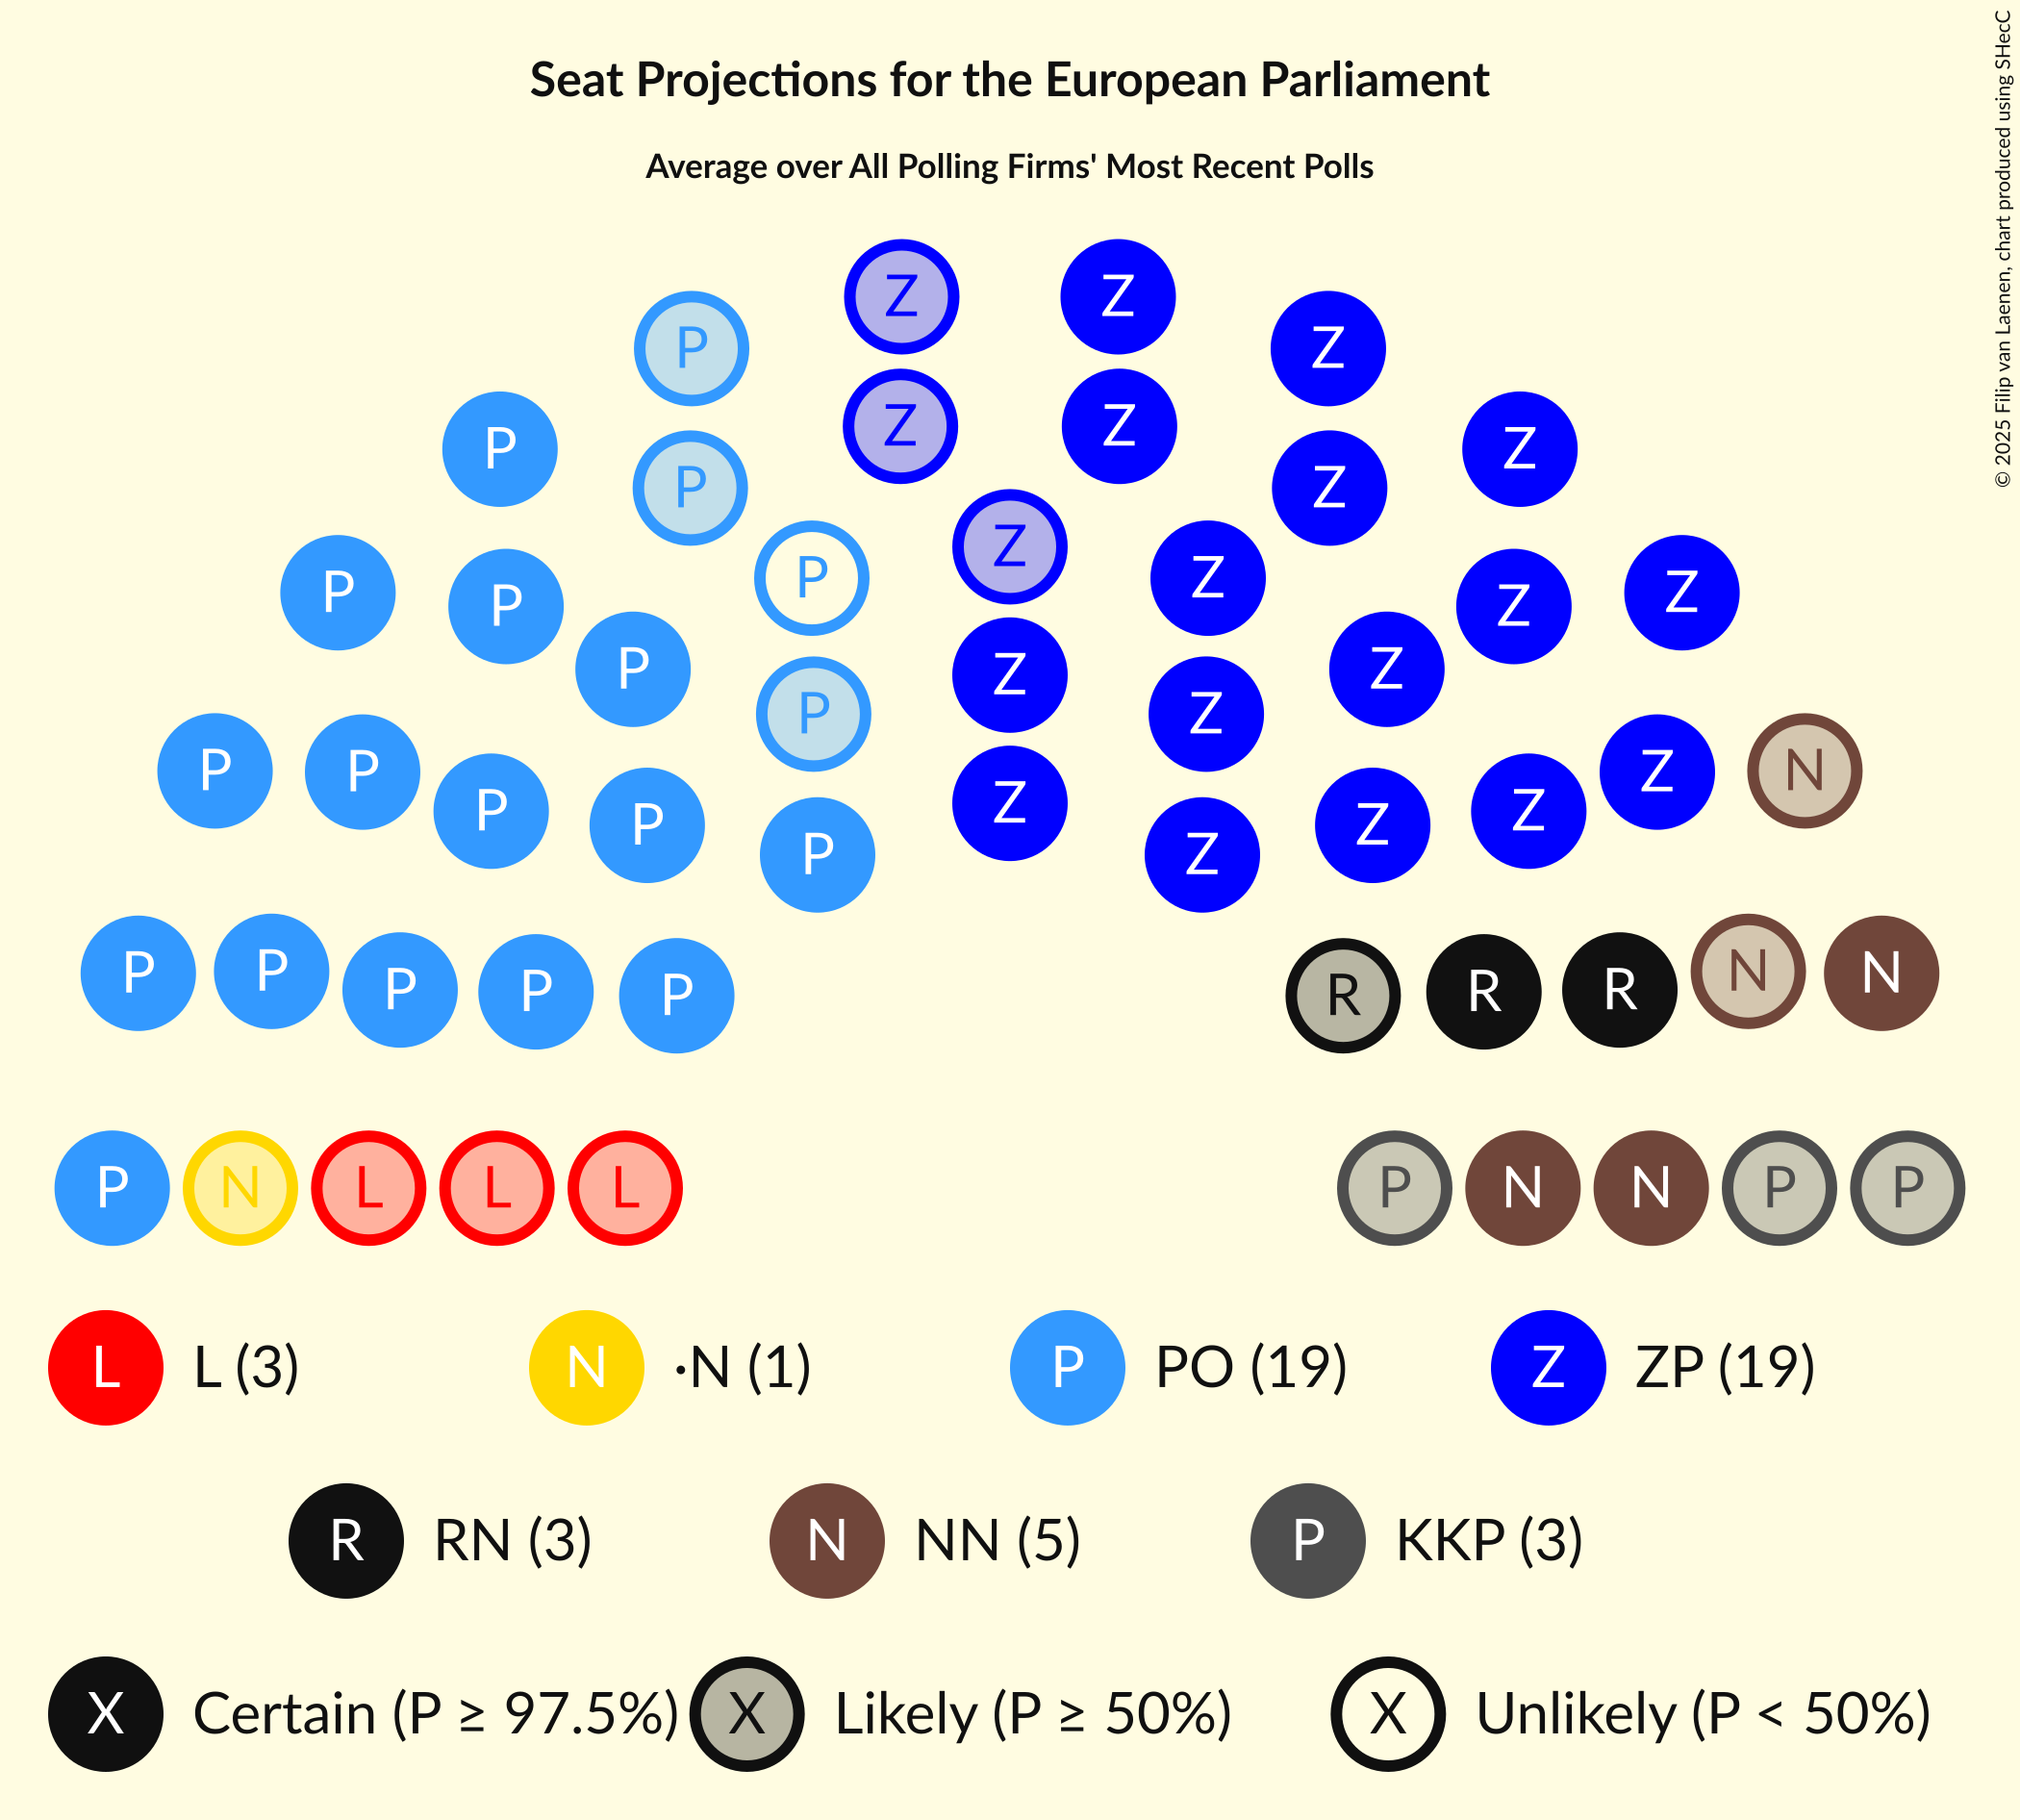 Seat Projections for the European Parliament
Average over All Polling Firms' Most Recent Polls
© 2025 Filip van Laenen, chart produced using SHecC
Z Z
P Z
P Z Z Z
P Z
Z
P Z Z
P P Z Z
P Z
Z
P Z
P P Z N
P Z
P Z
P Z
P P R N N
P P P R R
P N L L L P N N P P
L L (3) N ·N (1) P PO (19) Z ZP (19)
R RN (3) N NN (5) P KKP (3)
X Certain (P ≥ 97.5%) X Likely (P ≥ 50%) X Unlikely (P < 50%)